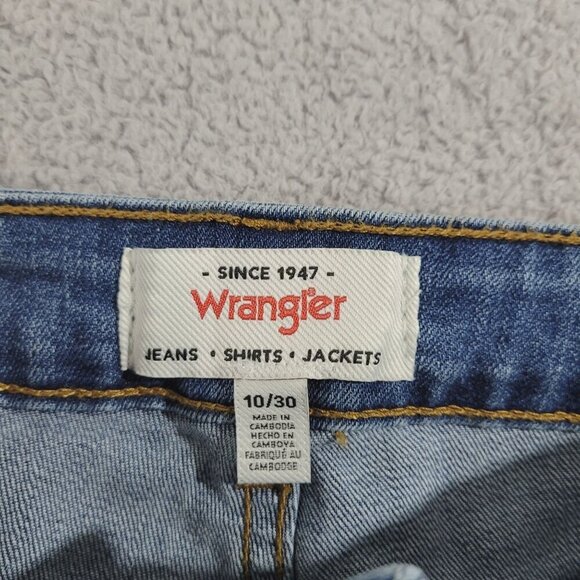 - SINCE 1947 -
Wrangler
JEANS • SHIRTS • JACKETS
10/30
MADE IN
CAMBODIA
HECHO EN
CAMBOYA
FABRIQUÉ AU
CAMBODGE